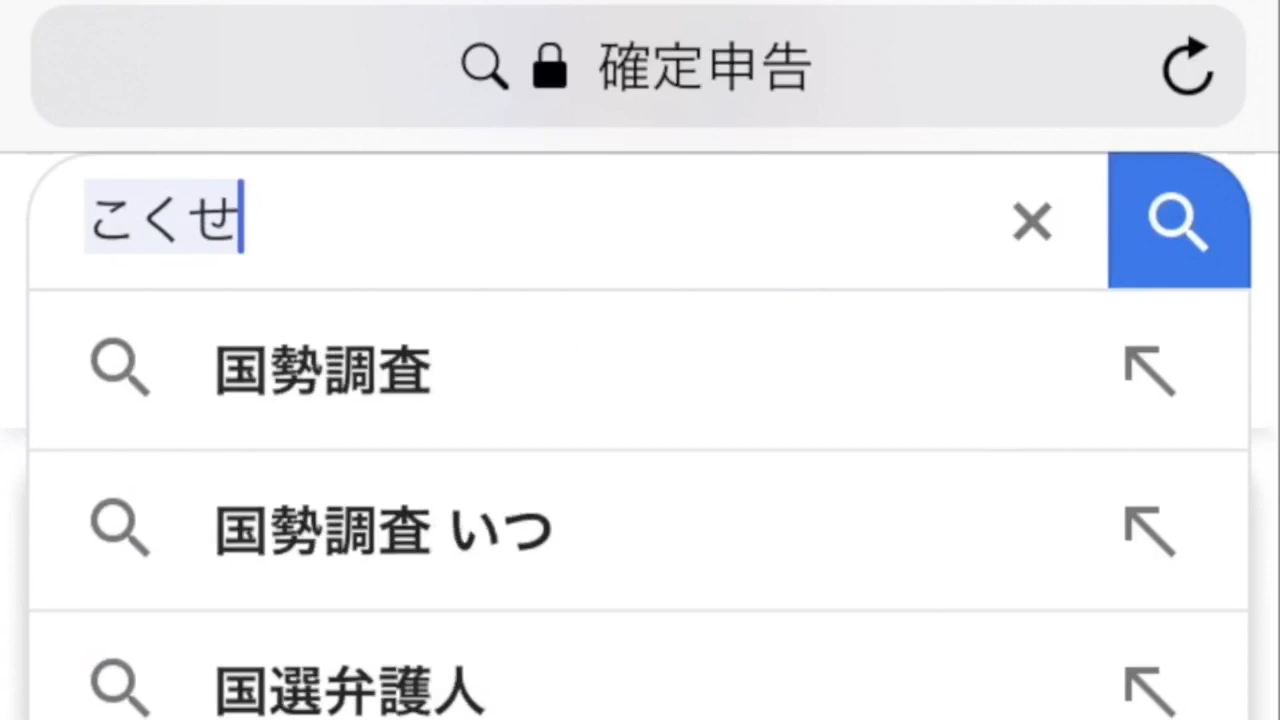 確定申告
こくせ
国勢調査
国勢調査 いつ
国選弁護人